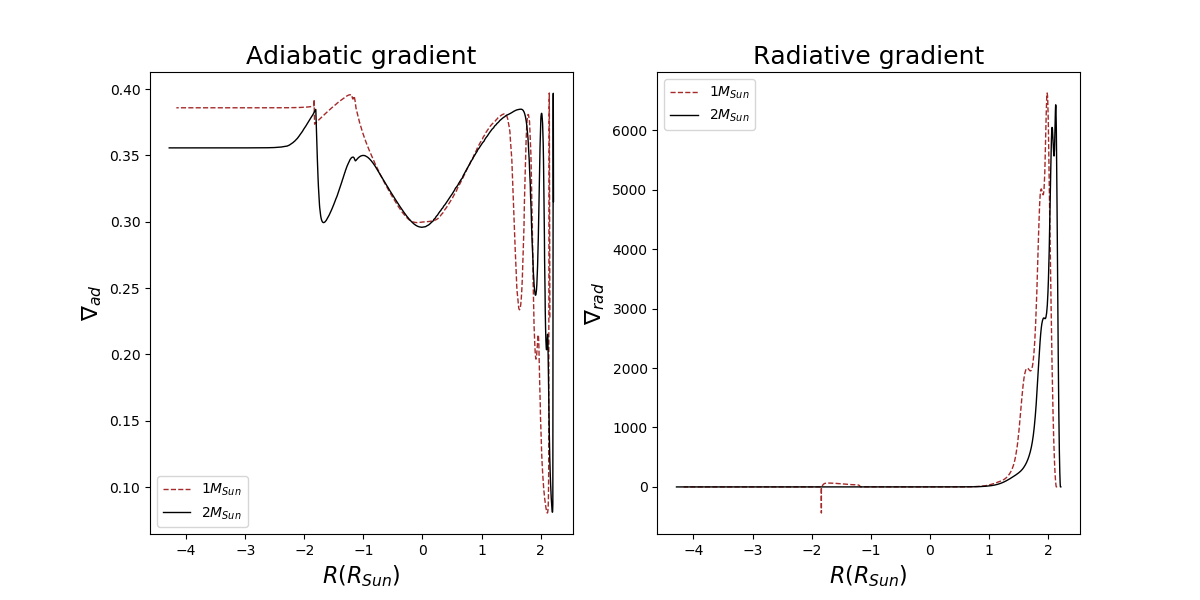 Adiabatic gradient
0.40
0.35
0.30
0.25
0.20
0.15
0.10
∇ad
−4 −3 −2 −1 0 1 2
R(RSun)
1MSun
2MSun
Radiative gradient
1MSun
2MSun
6000
5000
4000
3000
2000
1000
0
∇rad
−4 −3 −2 −1 0 1 2
R(RSun)